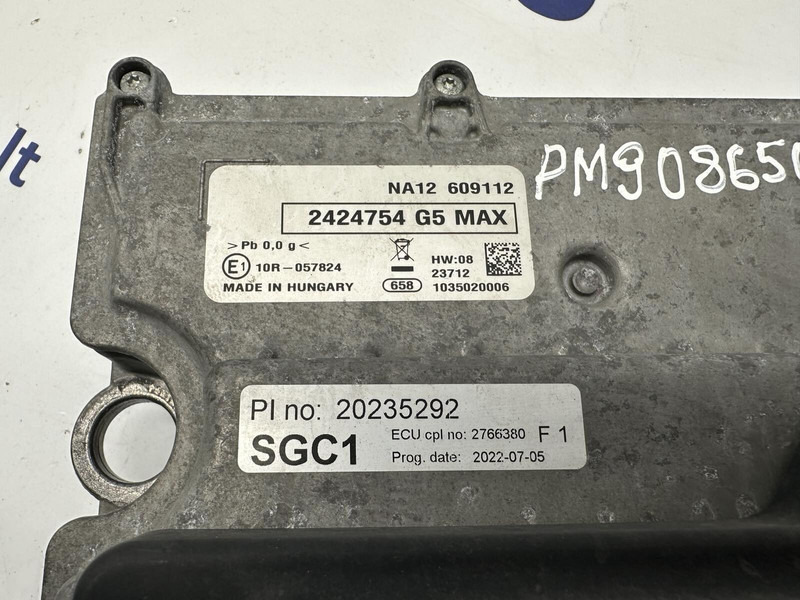 lt
PM908650
NA12 609112
2424754 G5 MAX
>Pb 0,0 g<
E1 10R-057824
HW:08
23712
MADE IN HUNGARY 658 1035020006
PI no: 20235292
SGC1 ECU cpl no: 2766380 F 1
Prog. date: 2022-07-05